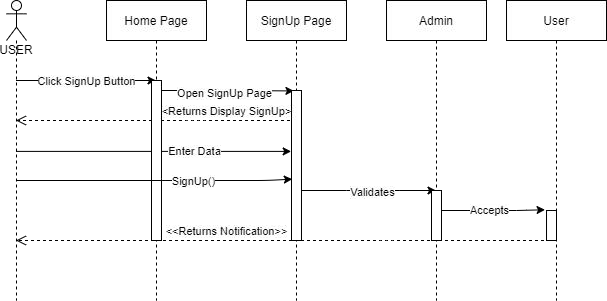 Home Page
SignUp Page
Admin
User
USER
Click SignUp Button
Open SignUp Page
<Returns Display SignUp>
Enter Data
SignUp()
Validates
Accepts
<<Returns Notification>>